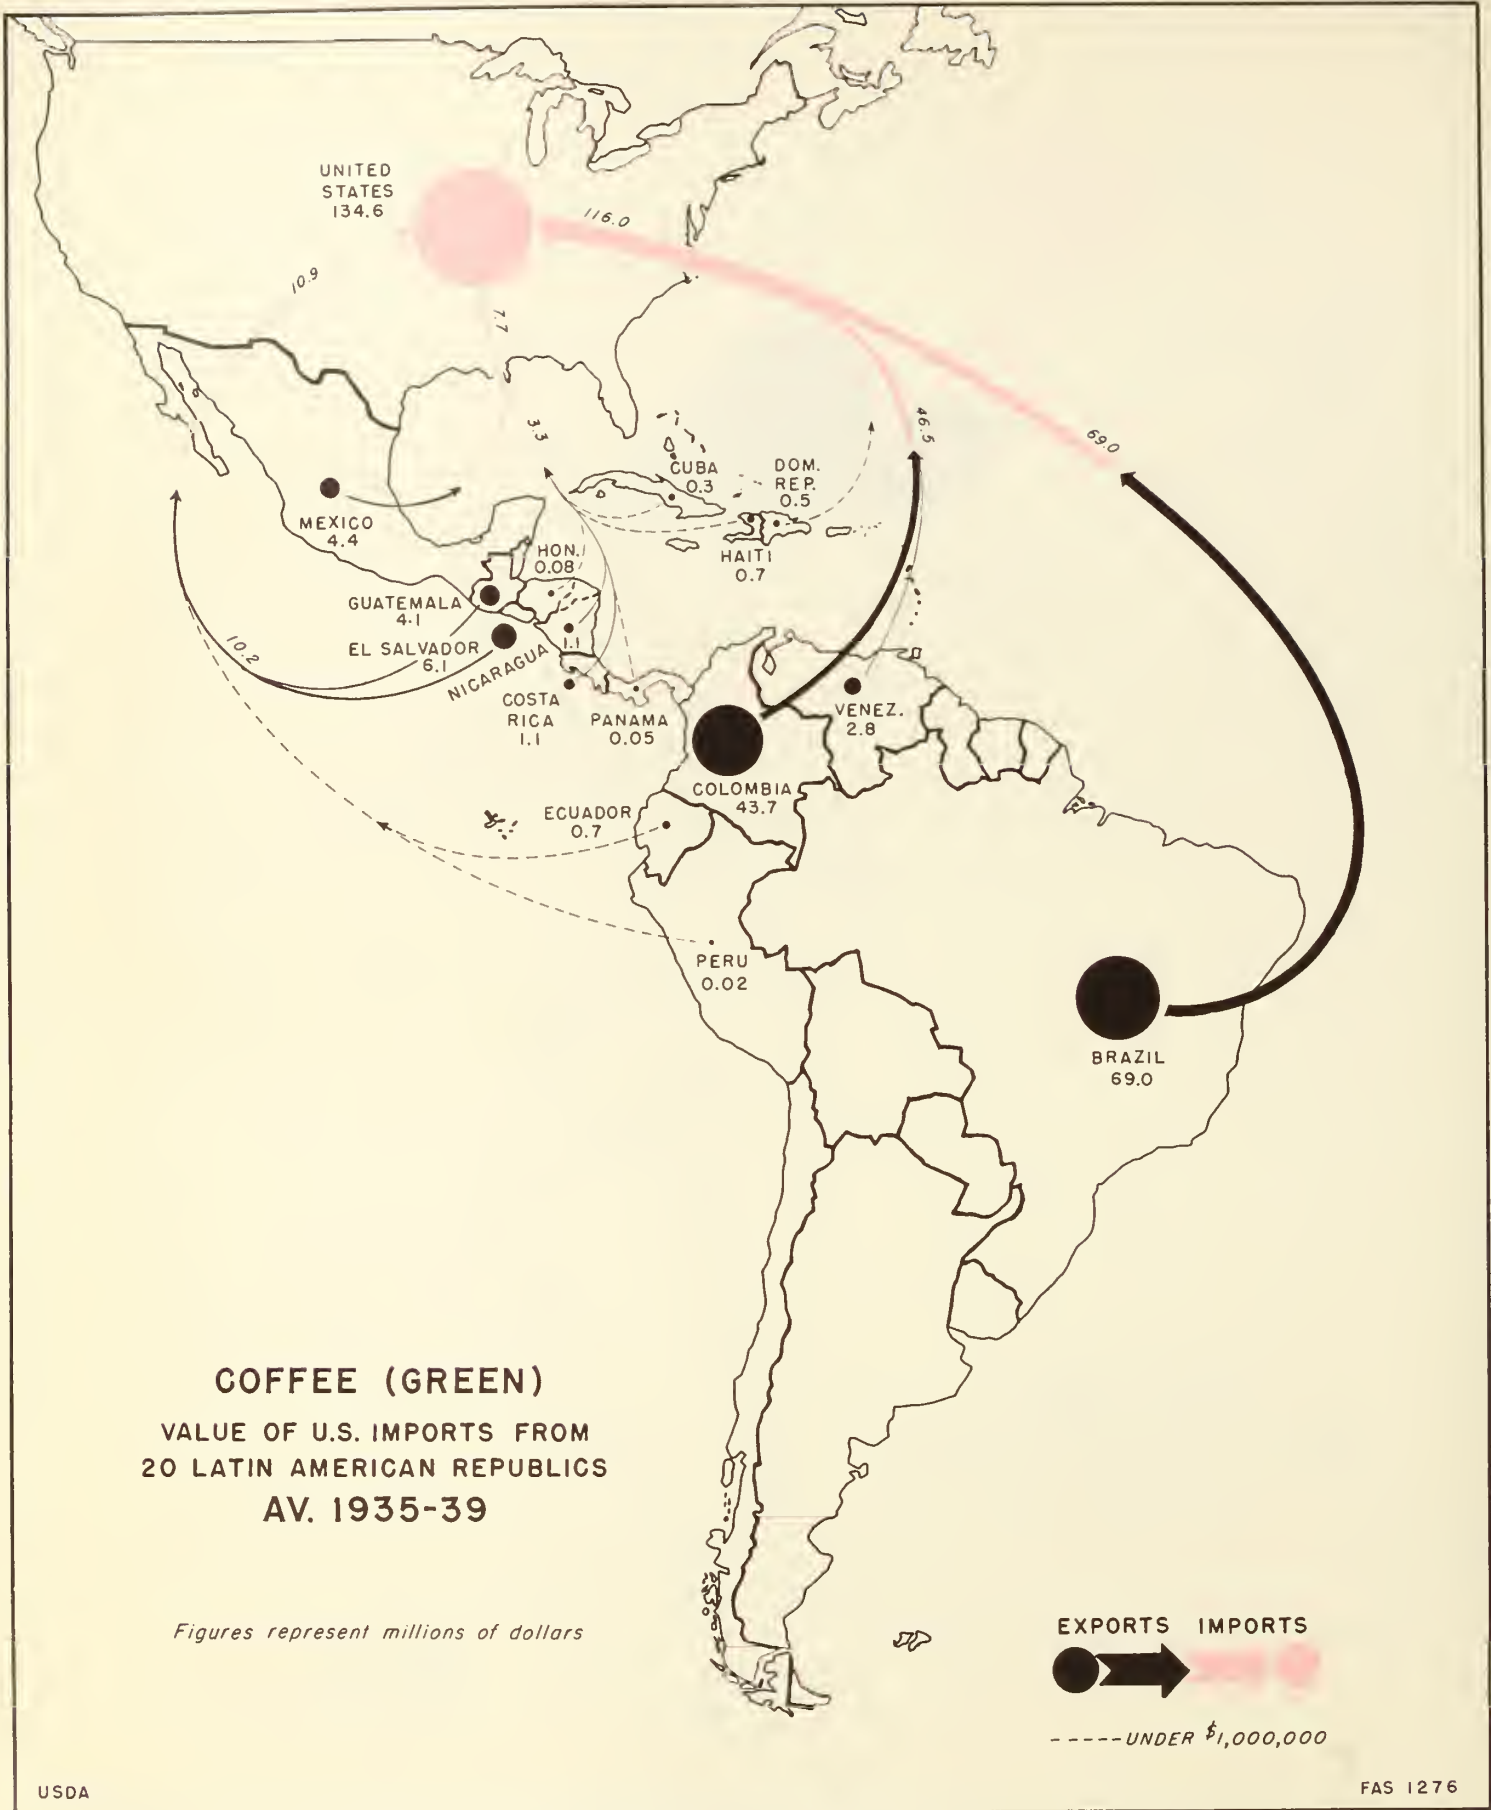 UNITED
STATES
134.6
116.0
10.9
7.7
3.3
46.5
69.0
CUBA
0.3
DOM.
REP.
0.5
MEXICO
4.4
HON.
0.08
HAITI
0.7
GUATEMALA
4.1
10.2
EL SALVADOR
6.1
NICARAGUA
1.1
COSTA
RICA
1.1
PANAMA
0.05
VENEZ.
2.8
COLOMBIA
43.7
ECUADOR
0.7
PERU
0.02
BRAZIL
69.0
COFFEE (GREEN)
VALUE OF U.S. IMPORTS FROM
20 LATIN AMERICAN REPUBLICS
AV. 1935-39
Figures represent millions of dollars
EXPORTS IMPORTS
-----UNDER $1,000,000
USDA
FAS 1276